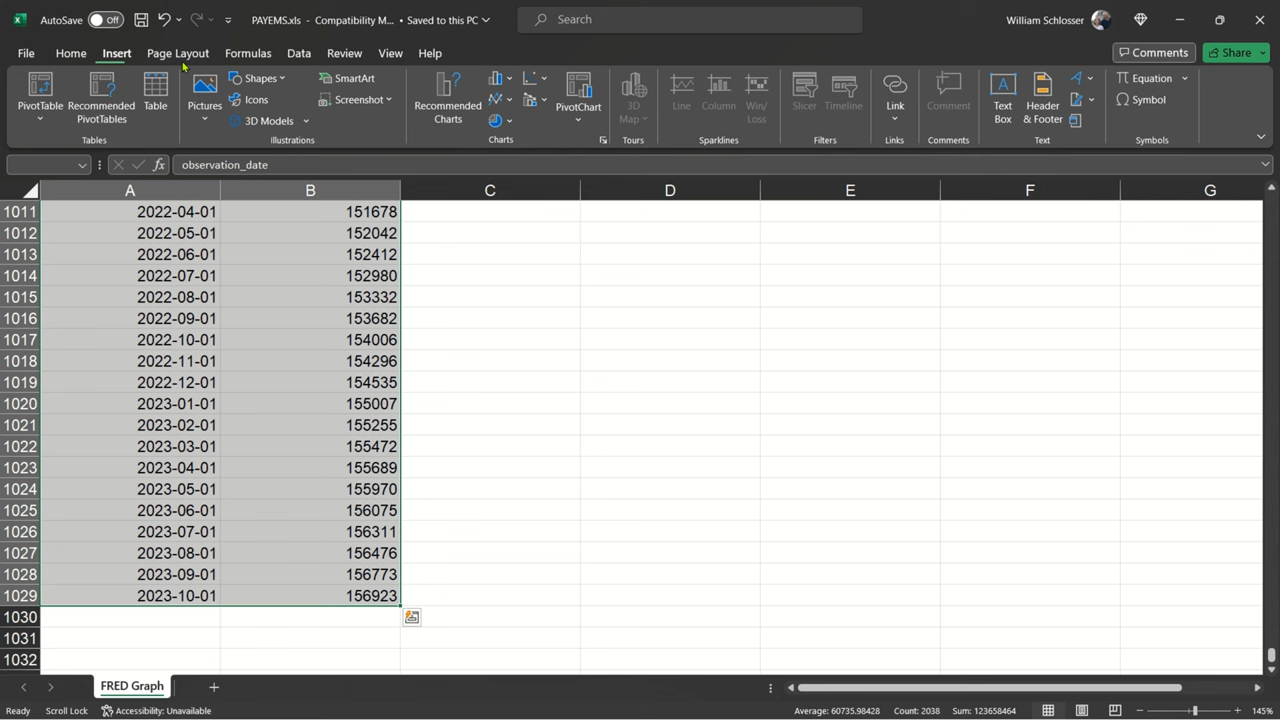 AutoSave Off PAYEMS.xls - Compatibility M... • Saved to this PC Search William Schlosser
File Home Insert Page Layout Formulas Data Review View Help Comments Share
PivotTable Recommended PivotTables Table Pictures Shapes Icons 3D Models SmartArt Screenshot Recommended Charts PivotChart 3D Map Line Column Win/Loss Slicer Timeline Link Comment Text Box Header & Footer Equation Symbol
Tables Illustrations Charts Tours Sparklines Filters Links Comments Text Symbols
fx observation_date
A B C D E F G
1011 2022-04-01 151678
1012 2022-05-01 152042
1013 2022-06-01 152412
1014 2022-07-01 152980
1015 2022-08-01 153332
1016 2022-09-01 153682
1017 2022-10-01 154006
1018 2022-11-01 154296
1019 2022-12-01 154535
1020 2023-01-01 155007
1021 2023-02-01 155255
1022 2023-03-01 155472
1023 2023-04-01 155689
1024 2023-05-01 155970
1025 2023-06-01 156075
1026 2023-07-01 156311
1027 2023-08-01 156476
1028 2023-09-01 156773
1029 2023-10-01 156923
1030
1031
1032
FRED Graph
Ready Scroll Lock Accessibility: Unavailable Average: 60735.98428 Count: 2038 Sum: 123658464 145%